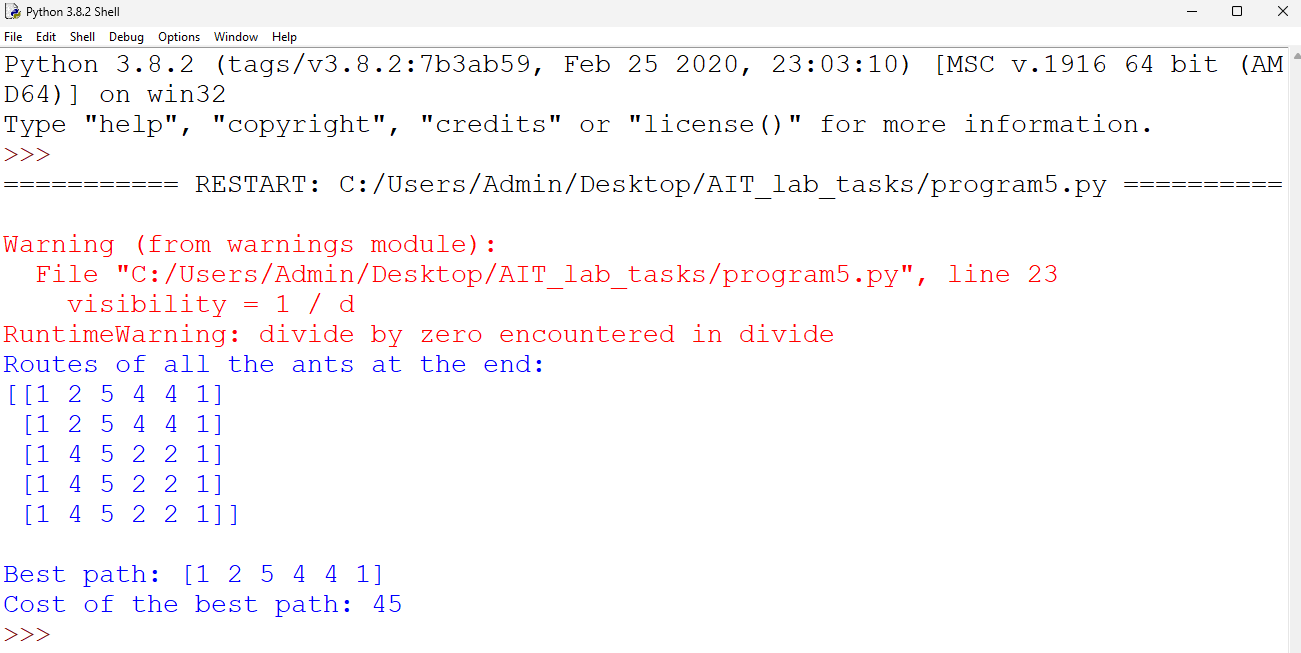 Python 3.8.2 Shell
File Edit Shell Debug Options Window Help
Python 3.8.2 (tags/v3.8.2:7b3ab59, Feb 25 2020, 23:03:10) [MSC v.1916 64 bit (AM
D64)] on win32
Type "help", "copyright", "credits" or "license()" for more information.
>>>
=========== RESTART: C:/Users/Admin/Desktop/AIT_lab_tasks/program5.py ==========
Warning (from warnings module):
  File "C:/Users/Admin/Desktop/AIT_lab_tasks/program5.py", line 23
    visibility = 1 / d
RuntimeWarning: divide by zero encountered in divide
Routes of all the ants at the end:
[[1 2 5 4 4 1]
 [1 2 5 4 4 1]
 [1 4 5 2 2 1]
 [1 4 5 2 2 1]
 [1 4 5 2 2 1]]
Best path: [1 2 5 4 4 1]
Cost of the best path: 45
>>>